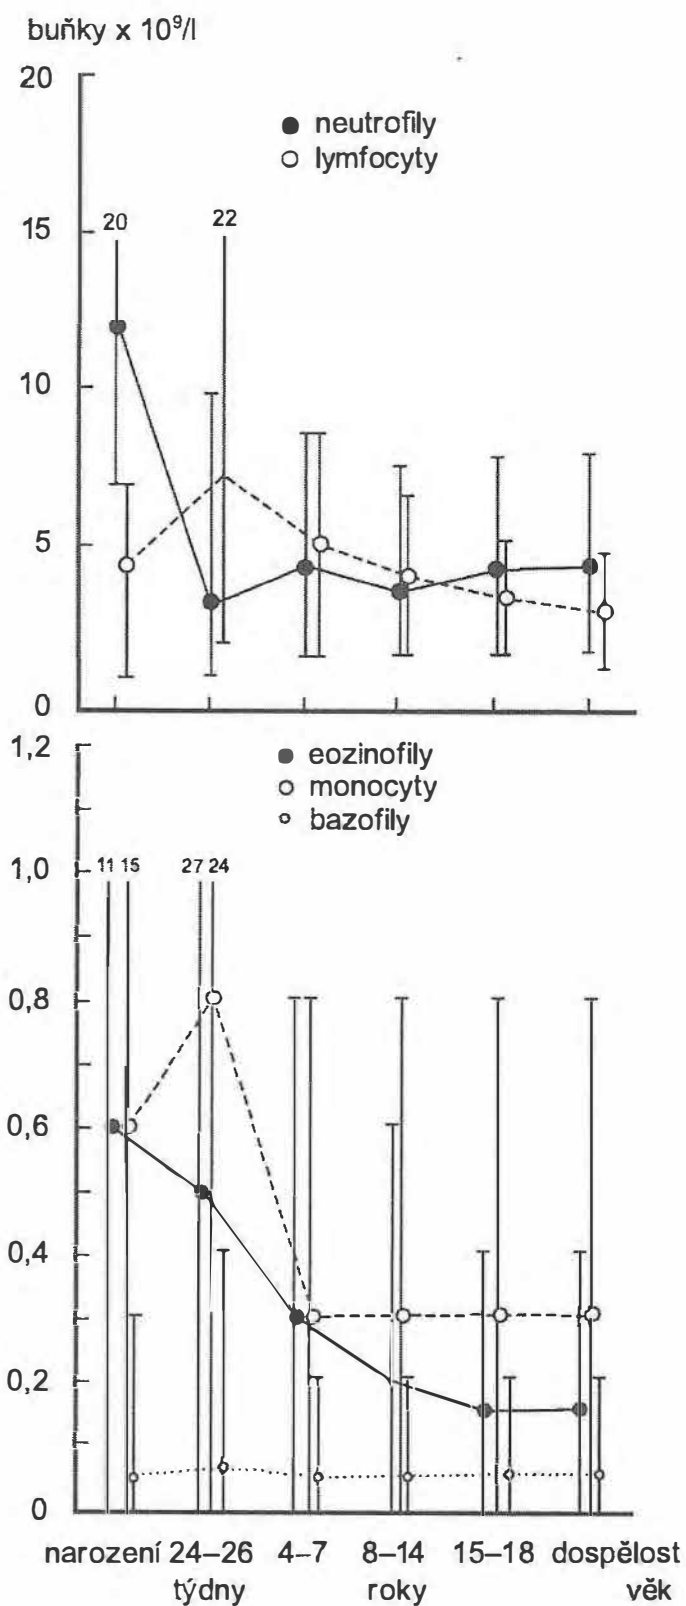 buňky x 10⁹/l
20
neutrofily
lymfocyty
20
22
15
10
5
0
1,2
eozinofily
monocyty
bazofily
1,0
11 15
27 24
0,8
0,6
0,4
0,2
0
narození 24–26 4–7 8–14 15–18 dospělost
týdny roky věk